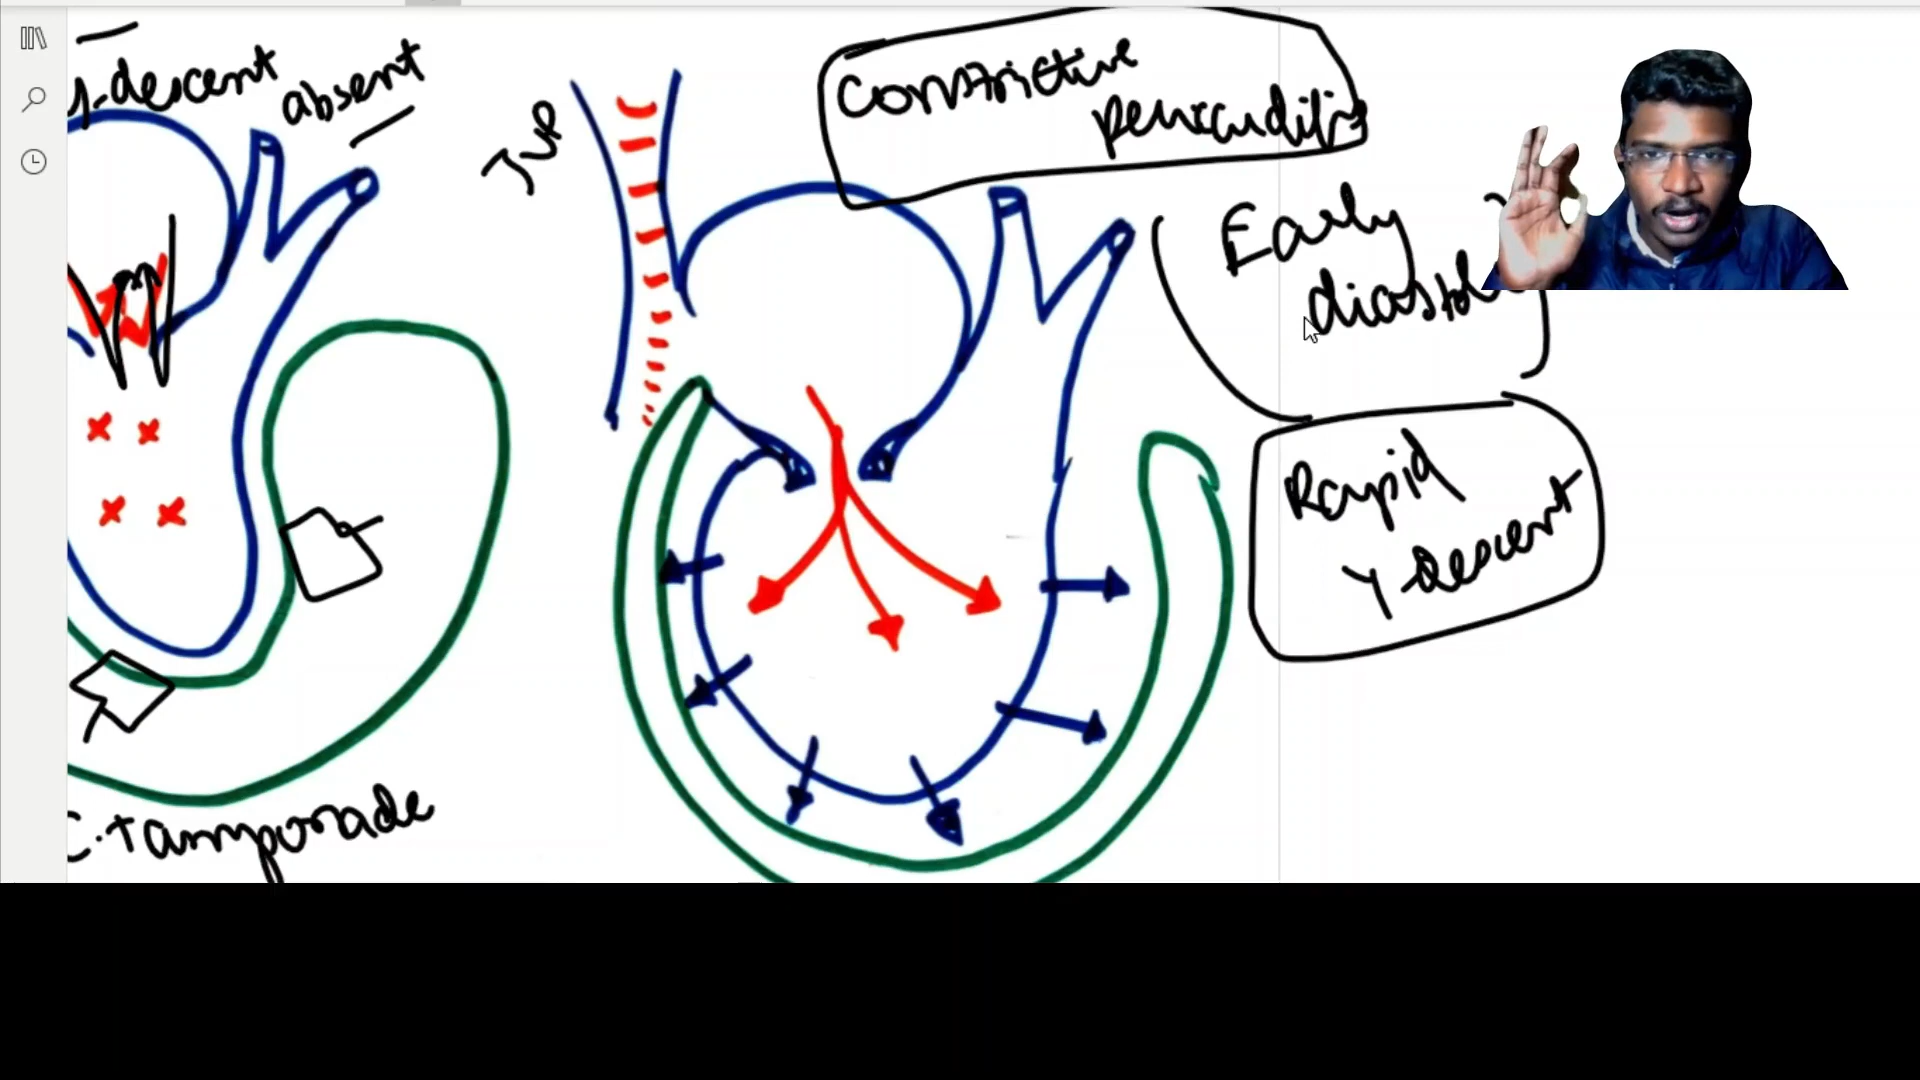 y-descent
absent
JVP
Constrictive
pericarditis
Early
diastole
Rapid
Y-descent
C.tamponade